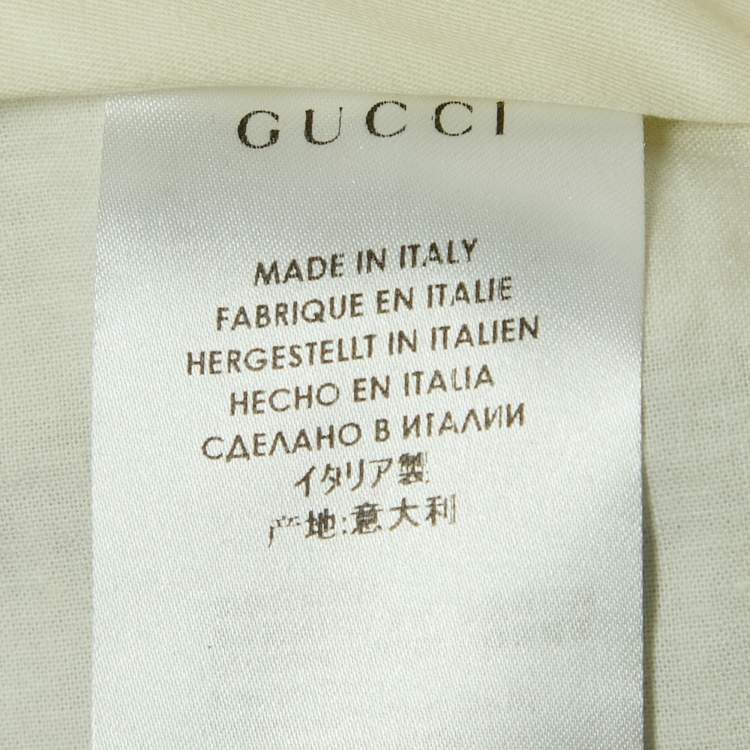 GUCCI
MADE IN ITALY
FABRIQUE EN ITALIE
HERGESTELLT IN ITALIEN
HECHO EN ITALIA
СДЕЛАНО В ИТАЛИИ
イタリア製
产地:意大利